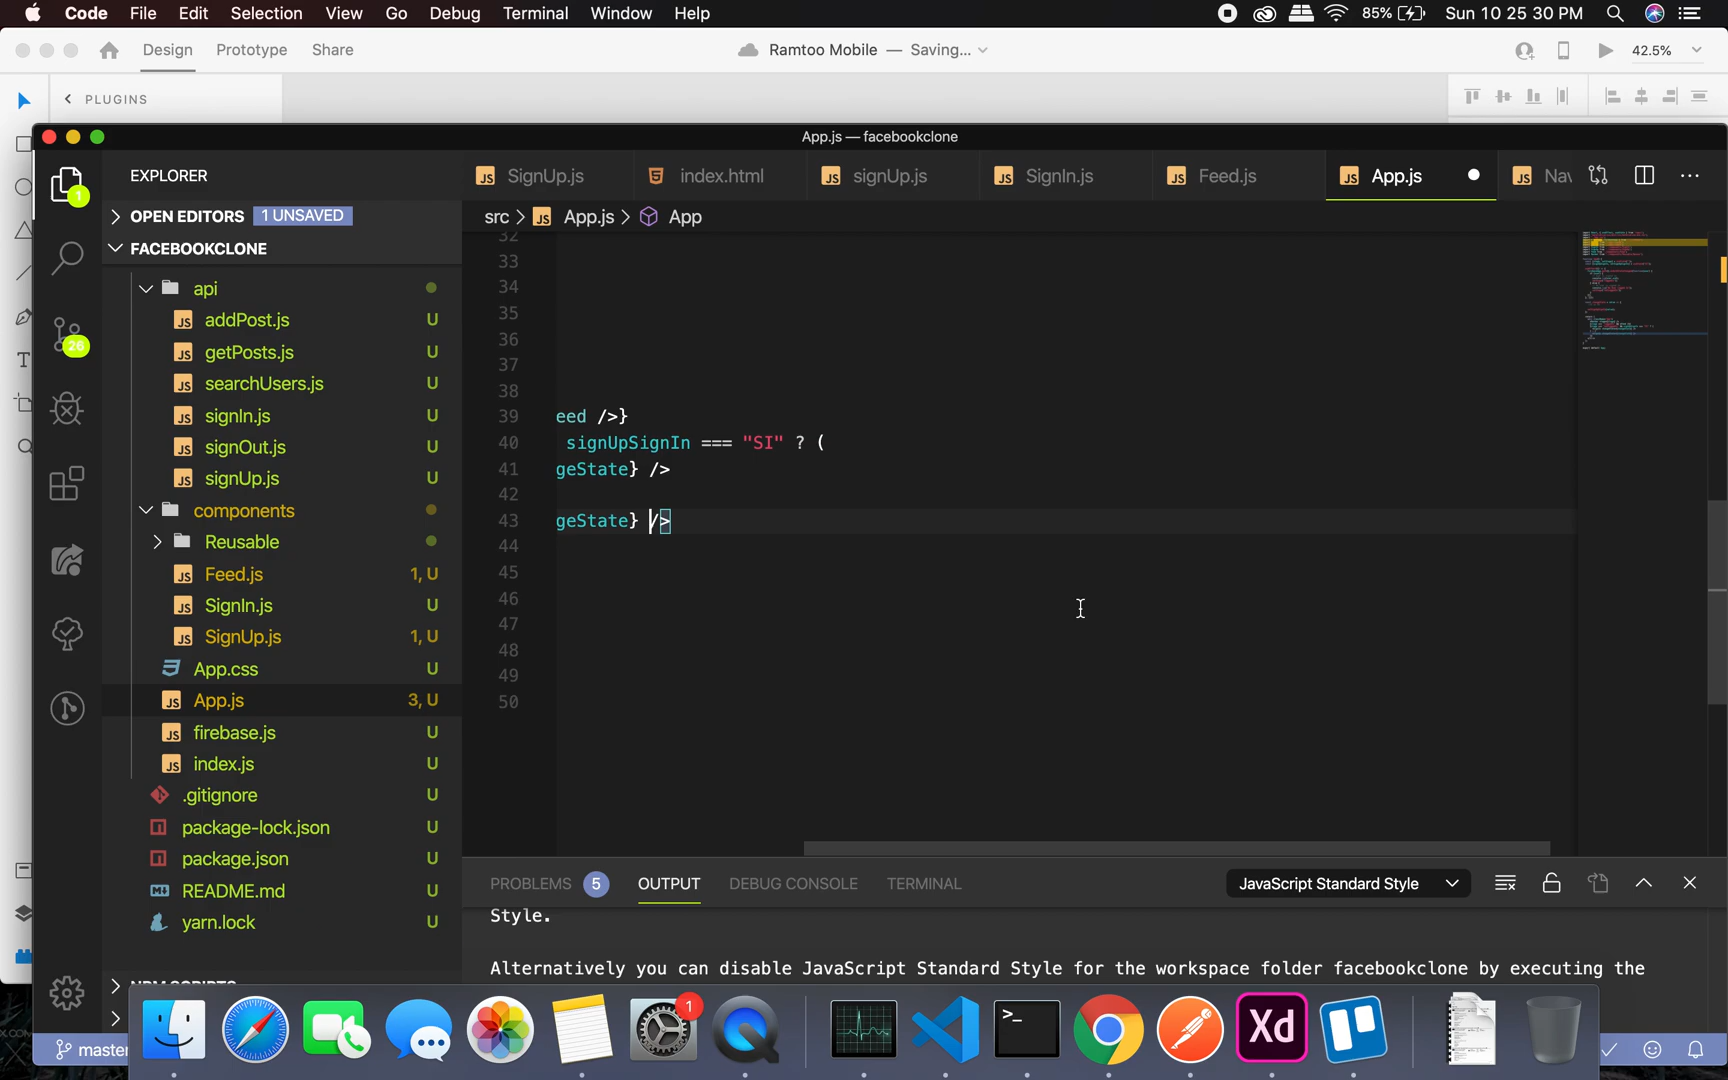 Code File Edit Selection View Go Debug Terminal Window Help 85% Sun 10 25 30 PM
Design Prototype Share Ramtoo Mobile — Saving... 42.5%
PLUGINS
App.js — facebookclone
EXPLORER SignUp.js index.html signUp.js SignIn.js Feed.js App.js Nav
OPEN EDITORS 1 UNSAVED
src > App.js > App
FACEBOOKCLONE
api
addPost.js U
getPosts.js U
searchUsers.js U
signIn.js U
signOut.js U
signUp.js U
components
Reusable
Feed.js 1, U
SignIn.js U
SignUp.js 1, U
App.css U
App.js 3, U
firebase.js U
index.js U
.gitignore U
package-lock.json U
package.json U
README.md U
yarn.lock U
1
26
32
33
34
35
36
37
38
39 eed />}
40 signUpSignIn === "SI" ? (
41 geState} />
42
43 geState} />
44
45
46
47
48
49
50
PROBLEMS 5 OUTPUT DEBUG CONSOLE TERMINAL JavaScript Standard Style
Style.
Alternatively you can disable JavaScript Standard Style for the workspace folder facebookclone by executing the
master
1
Xd